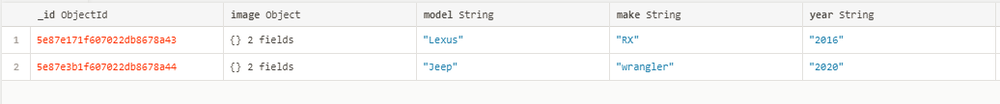 _id ObjectId image Object model String make String year String
1 5e87e171f607022db8678a43 {} 2 fields "Lexus" "RX" "2016"
2 5e87e3b1f607022db8678a44 {} 2 fields "Jeep" "wrangler" "2020"